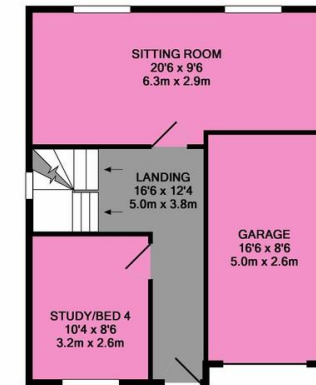 SITTING ROOM
20'6 x 9'6
6.3m x 2.9m
LANDING
16'6 x 12'4
5.0m x 3.8m
GARAGE
16'6 x 8'6
5.0m x 2.6m
STUDY/BED 4
10'4 x 8'6
3.2m x 2.6m